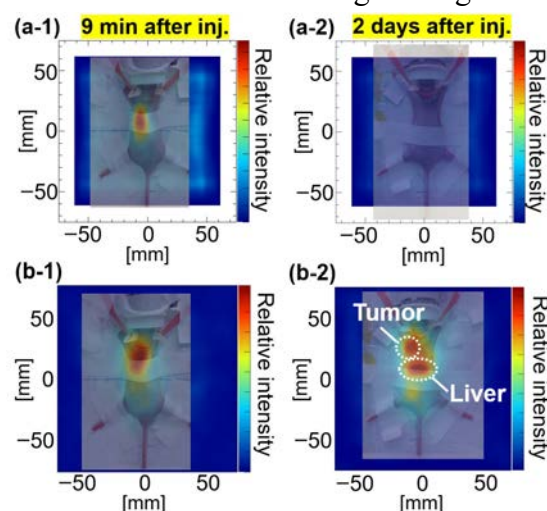 (a-1) 9 min after inj. (a-2) 2 days after inj.
50
0
−50
[mm]
−50 0 50
[mm]
Relative intensity
50
0
−50
[mm]
−50 0 50
[mm]
Relative intensity
(b-1) (b-2)
50
0
−50
[mm]
−50 0 50
[mm]
Relative intensity
Tumor
Liver
50
0
−50
[mm]
−50 0 50
[mm]
Relative intensity